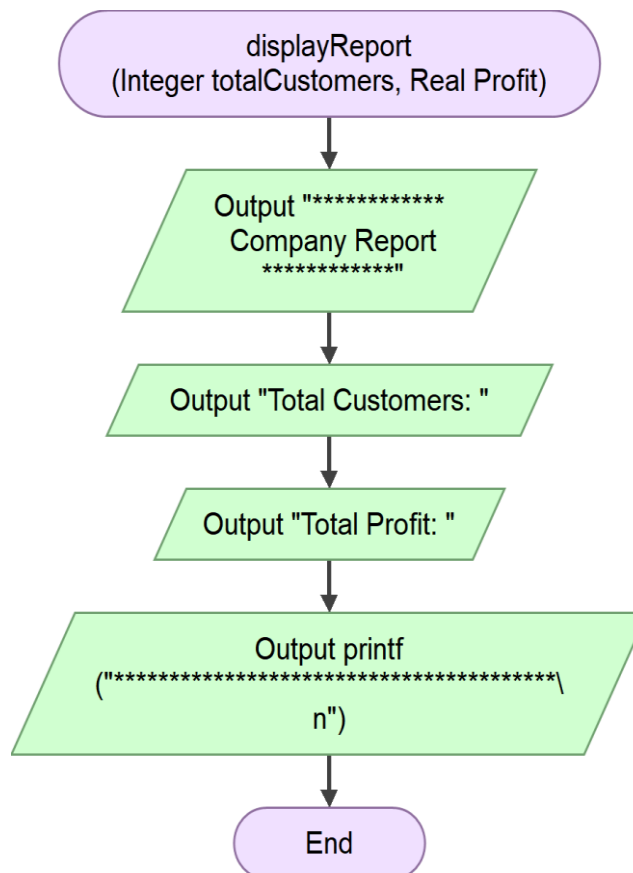 displayReport
(Integer totalCustomers, Real Profit)
Output "************
Company Report
************"
Output "Total Customers: "
Output "Total Profit: "
Output printf
("****************************************\
n")
End